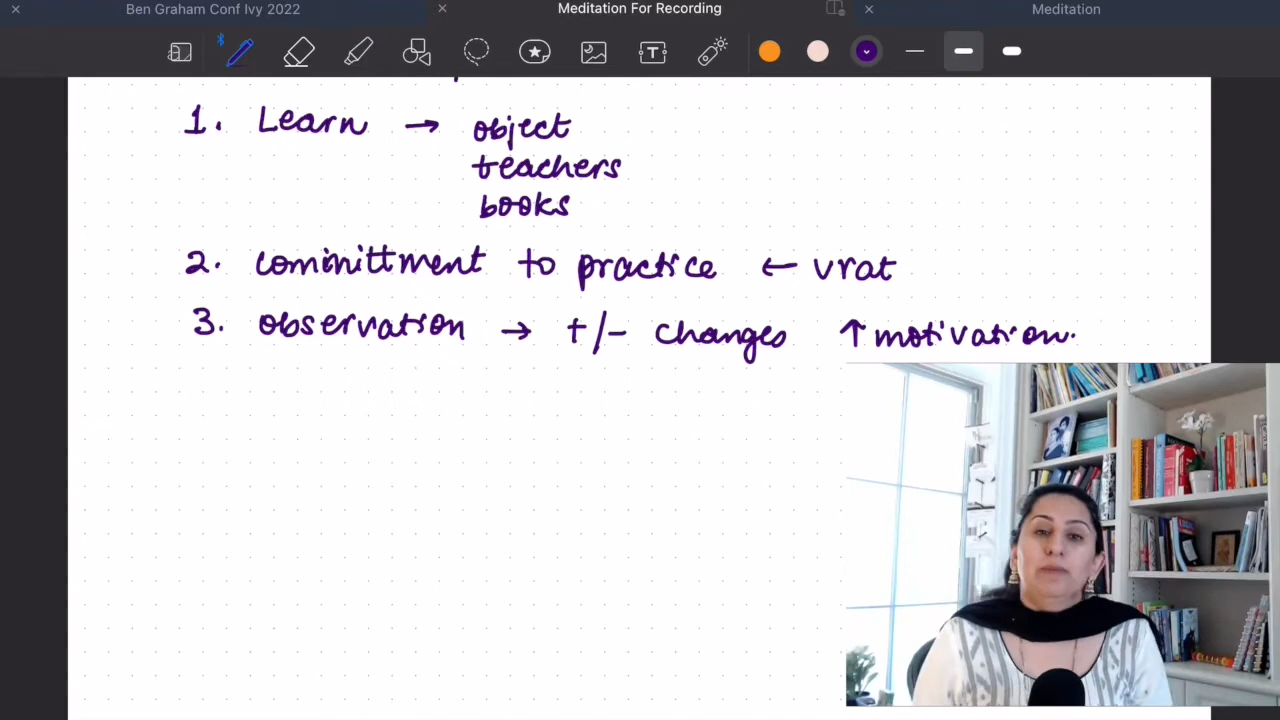 Ben Graham Conf Ivy 2022
Meditation For Recording
Meditation
1. Learn → object
teachers
books
2. committment to practice ← vrat
3. observation → +/- changes ↑ motivation.